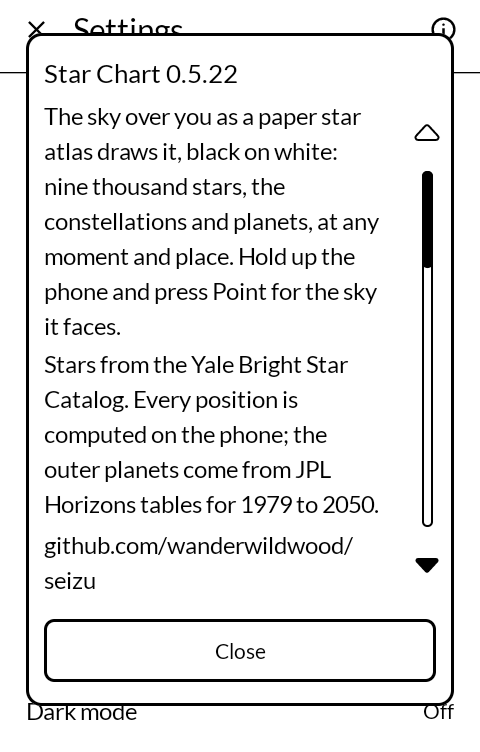 Settings
Star Chart 0.5.22
The sky over you as a paper star
atlas draws it, black on white:
nine thousand stars, the
constellations and planets, at any
moment and place. Hold up the
phone and press Point for the sky
it faces.
Stars from the Yale Bright Star
Catalog. Every position is
computed on the phone; the
outer planets come from JPL
Horizons tables for 1979 to 2050.
github.com/wanderwildwood/
seizu
Close
Dark mode
Off